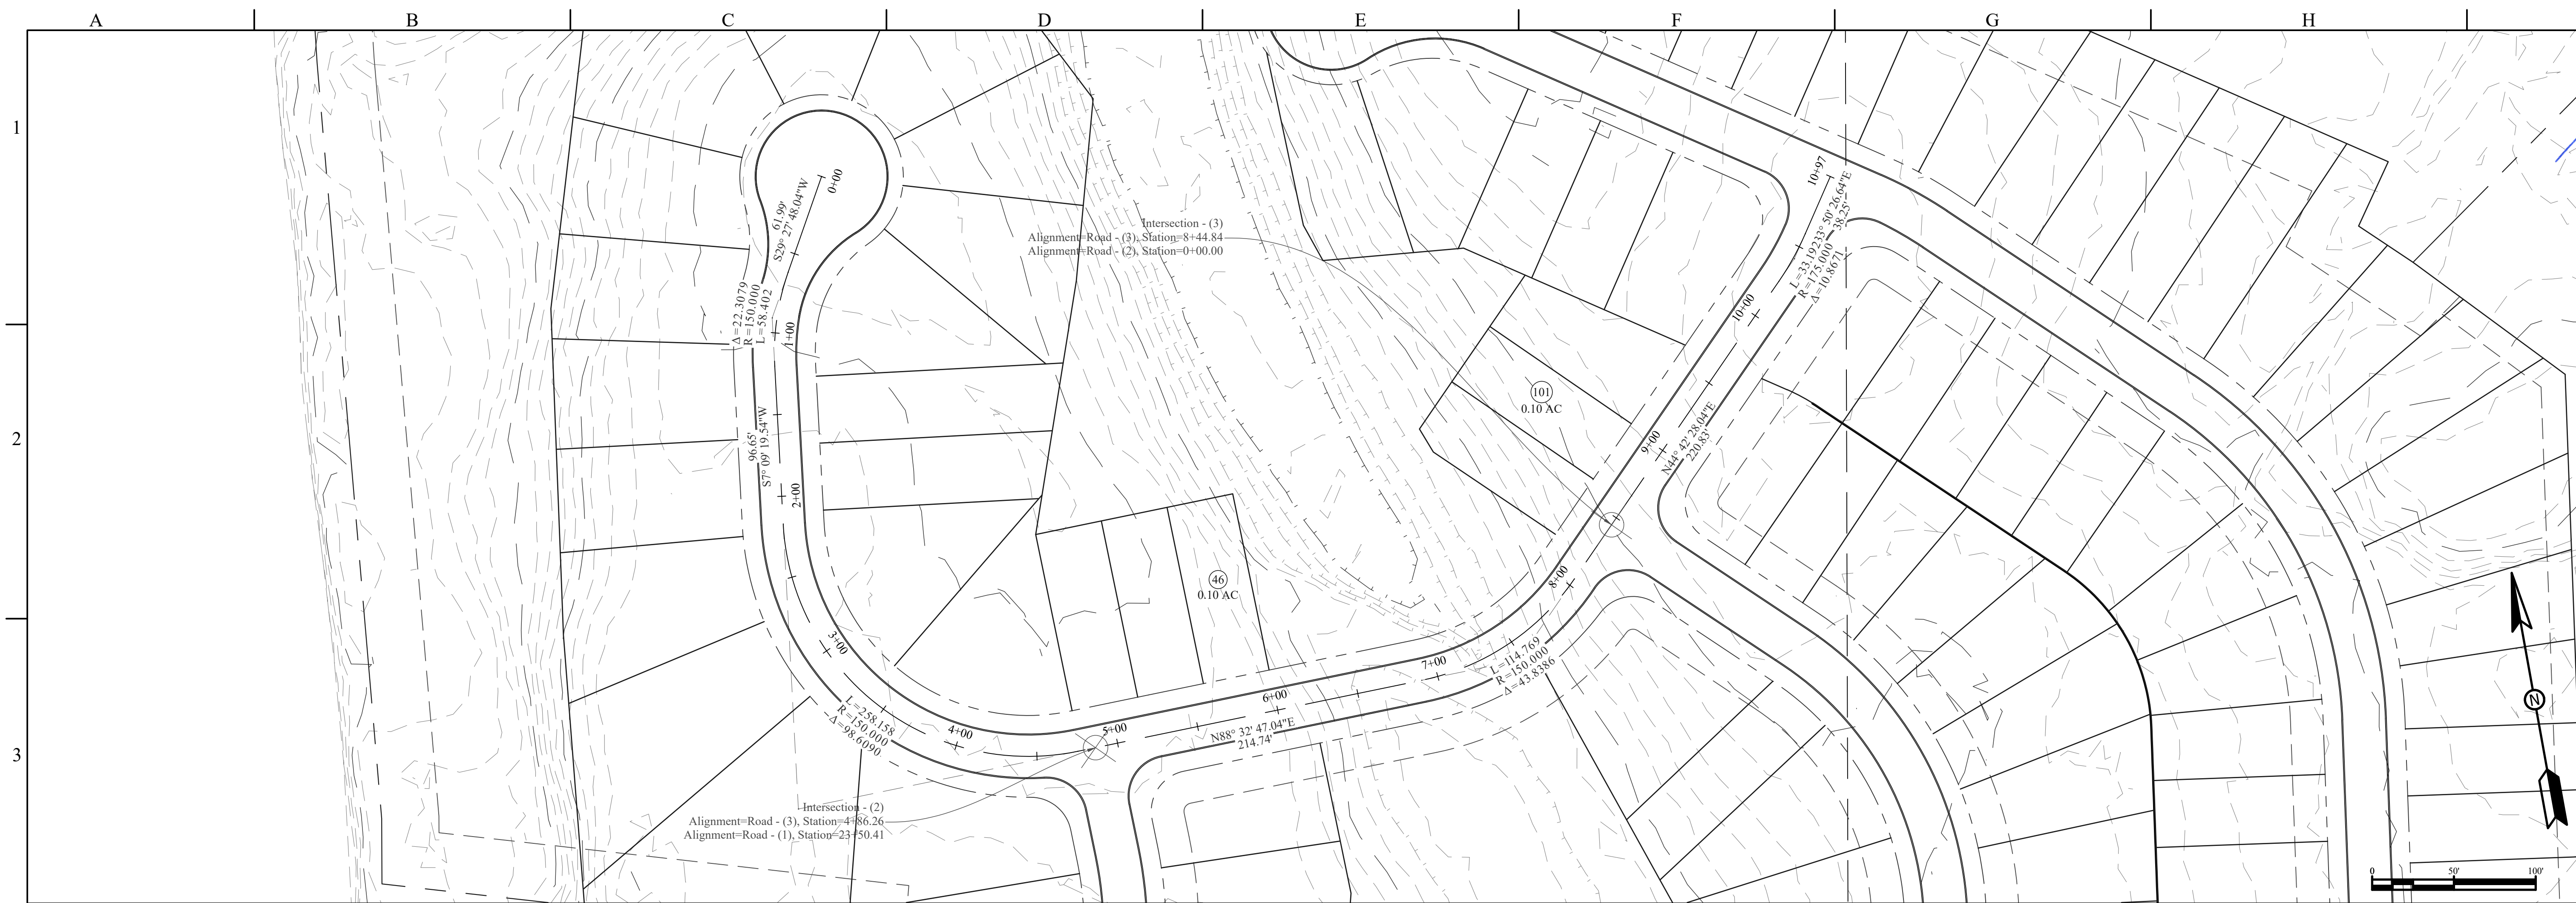 A B C D E F G H
1
2
3
0+00
61.99'
S29° 27' 48.04"W
Δ=22.3079
R=150.000
L=58.402
1+00
96.65'
S7° 09' 19.54"W
2+00
3+00
L=258.158
R=150.000
Δ=98.6090
4+00
5+00
6+00
N88° 32' 47.04"E
214.74'
7+00
L=114.769
R=150.000
Δ=43.8386
8+00
9+00
N44° 42' 28.04"E
220.83'
10+00
L=33.192
R=175.000
Δ=10.8671
33° 50' 26.64"E
38.25'
10+97
Intersection - (3)
Alignment=Road - (3), Station=8+44.84
Alignment=Road - (2), Station=0+00.00
101
0.10 AC
46
0.10 AC
Intersection - (2)
Alignment=Road - (3), Station=4+86.26
Alignment=Road - (1), Station=23+50.41
N
0 50' 100'